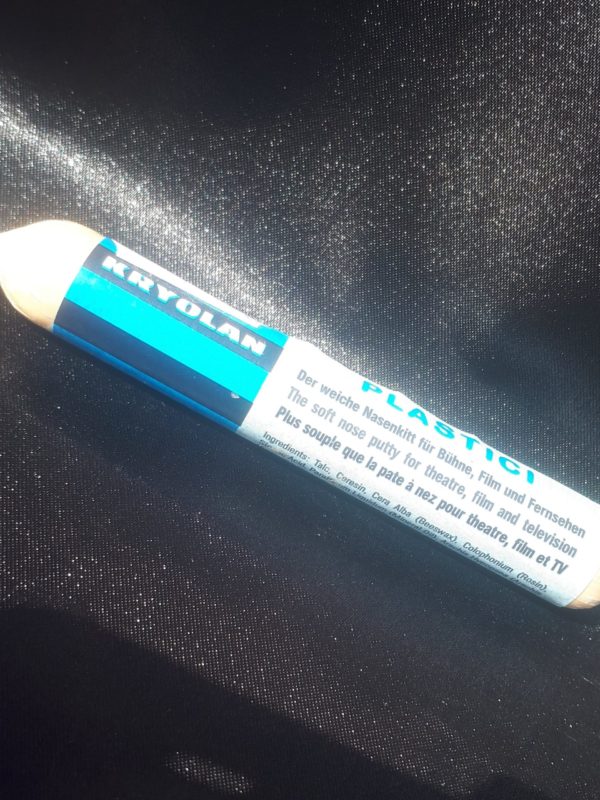 KRYOLAN
PLASTICI
Der weiche Nasenkitt für Bühne, Film und Fernsehen
The soft nose putty for theatre, film and television
Plus souple que la pate à nez pour theatre, film et TV
Ingredients: Talc, Ceresin, Cera Alba (Beeswax), Colophonium (Rosin),